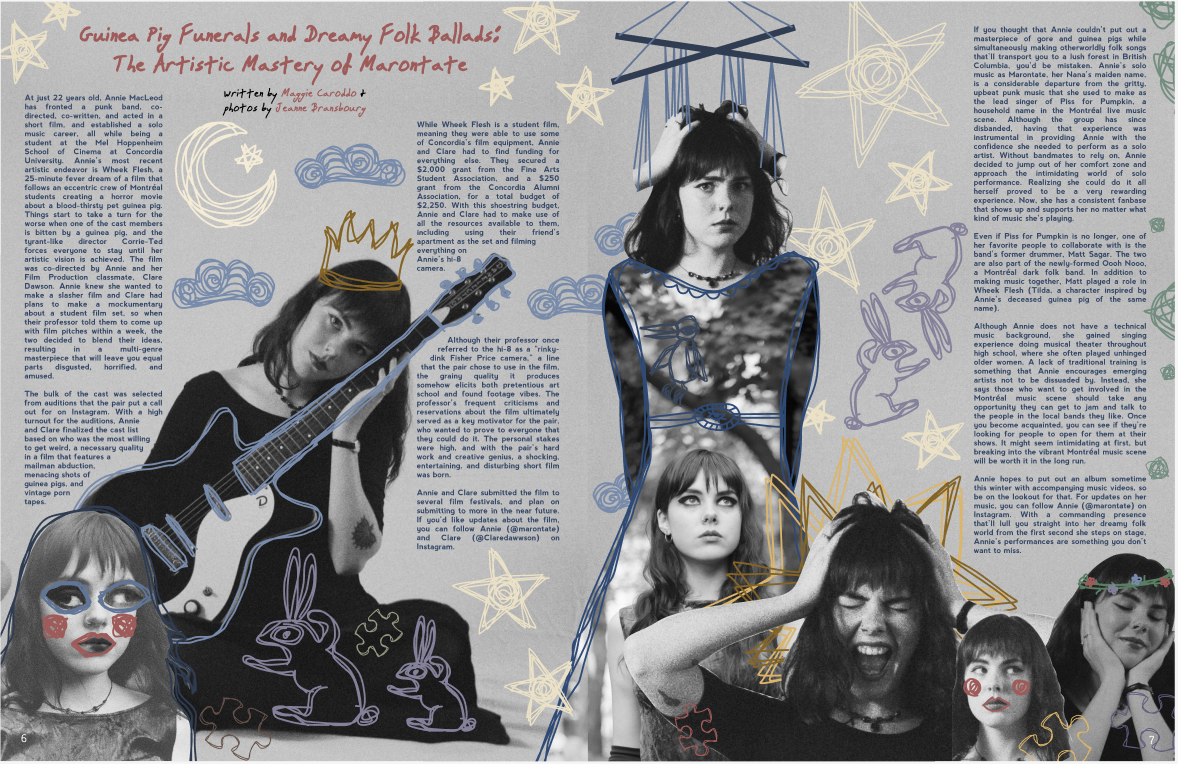 Guinea Pig Funerals and Dreamy Folk Ballads:
The Artistic Mastery of Marontate
written by Maggie Carobbo +
photos by Jeanne Bransboury
At just 22 years old, Annie MacLeod
has fronted a punk band, co-
directed, co-written, and acted in a
short film, and established a solo
music career, all while being a
student at the Mel Hoppenheim
School of Cinema at Concordia
University. Annie's most recent
artistic endeavor is Wheek Flesh, a
25-minute fever dream of a film that
follows an eccentric crew of Montréal
students creating a horror movie
about a blood-thirsty pet guinea pig.
Things start to take a turn for the
worse when one of the cast members
is bitten by a guinea pig, and the
tyrant-like director Corrie-Ted
forces everyone to stay until her
artistic vision is achieved. The film
was co-directed by Annie and her
Film Production classmate, Clare
Dawson. Annie knew she wanted to
make a slasher film and Clare had
plans to make a mockumentary
about a student film set, so when
their professor told them to come up
with film pitches within a week, the
two decided to blend their ideas,
resulting in a multi-genre
masterpiece that will leave you equal
parts disgusted, horrified, and
amused.
The bulk of the cast was selected
from auditions that the pair put a call
out for on Instagram. With a high
turnout for the auditions, Annie
and Clare finalized the cast list
based on who was the most willing
to get weird, a necessary quality
in a film that features a
mailman abduction,
menacing shots of
guinea pigs, and
vintage porn
tapes.
While Wheek Flesh is a student film,
meaning they were able to use some
of Concordia's film equipment, Annie
and Clare had to find funding for
everything else. They secured a
$2,000 grant from the Fine Arts
Student Association, and a $250
grant from the Concordia Alumni
Association, for a total budget of
$2,250. With this shoestring budget,
Annie and Clare had to make use of
all the resources available to them,
including using their friend's
apartment as the set and filming
everything on
Annie's hi-8
camera.
Although their professor once
referred to the hi-8 as a "rinky-
dink Fisher Price camera," a line
that the pair chose to use in the film,
the grainy quality it produces
somehow elicits both pretentious art
school and found footage vibes. The
professor's frequent criticisms and
reservations about the film ultimately
served as a key motivator for the pair,
who wanted to prove to everyone that
they could do it. The personal stakes
were high, and with the pair's hard
work and creative genius, a shocking,
entertaining, and disturbing short film
was born.
Annie and Clare submitted the film to
several film festivals, and plan on
submitting to more in the near future.
If you'd like updates about the film,
you can follow Annie (@marontate)
and Clare (@Claredawwson) on
Instagram.
6
If you thought that Annie couldn't put out a
masterpiece of gore and guinea pigs while
simultaneously making otherworldly folk songs
that'll transport you to a lush forest in British
Columbia, you'd be mistaken. Annie's solo
music as Marontate, her Nana's maiden name,
is a considerable departure from the gritty,
upbeat punk music that she used to make as
the lead singer of Piss for Pumpkin, a
household name in the Montréal live music
scene. Although the group has since
disbanded, having that experience was
instrumental in providing Annie with the
confidence she needed to perform as a solo
artist. Without bandmates to rely on, Annie
decided to jump out of her comfort zone and
approach the intimidating world of solo
performance. Realizing she could do it all
herself proved to be a very rewarding
experience. Now, she has a consistent fanbase
that shows up and supports her no matter what
kind of music she's playing.
Even if Piss for Pumpkin is no longer, one of
her favorite people to collaborate with is the
band's former drummer, Matt Sagar. The two
are also part of the newly-formed Oooh Nooo,
a Montréal dark folk band. In addition to
making music together, Matt played a role in
Wheek Flesh (Tilda, a character inspired by
Annie's deceased guinea pig of the same
name).
Although Annie does not have a technical
music background, she gained singing
experience doing musical theater throughout
high school, where she often played unhinged
older women. A lack of traditional training is
something that Annie encourages emerging
artists not to be dissuaded by. Instead, she
says those who want to get involved in the
Montréal music scene should take any
opportunity they can get to jam and talk to
the people in the local bands they like. Once
you become acquainted, you can see if they're
looking for people to open for them at their
shows. It might seem intimidating at first, but
breaking into the vibrant Montréal music scene
will be worth it in the long run.
Annie hopes to put out an album sometime
this winter with accompanying music videos, so
be on the lookout for that. For updates on her
music, you can follow Annie (@marontate) on
Instagram. With a commanding presence
that'll lull you straight into her dreamy folk
world from the first second she steps on stage,
Annie's performances are something you don't
want to miss.
7